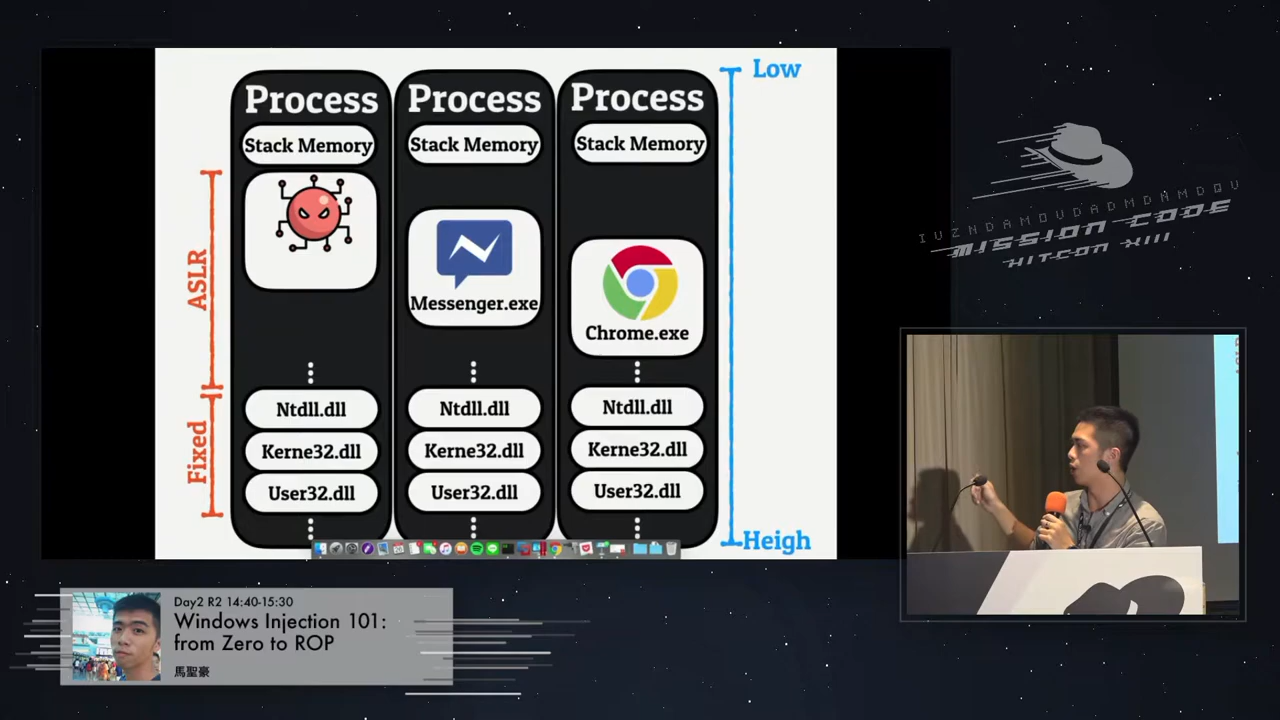 Process
Process
Process
Low
Stack Memory
Stack Memory
Stack Memory
ASLR
Messenger.exe
Chrome.exe
Fixed
Ntdll.dll
Ntdll.dll
Ntdll.dll
Kerne32.dll
Kerne32.dll
Kerne32.dll
User32.dll
User32.dll
User32.dll
Heigh
IVZNDAMOVDADMDNMDQV
MISSION CODE
HITCON XIII
Day2 R2 14:40-15:30
Windows Injection 101:
from Zero to ROP
馬聖豪